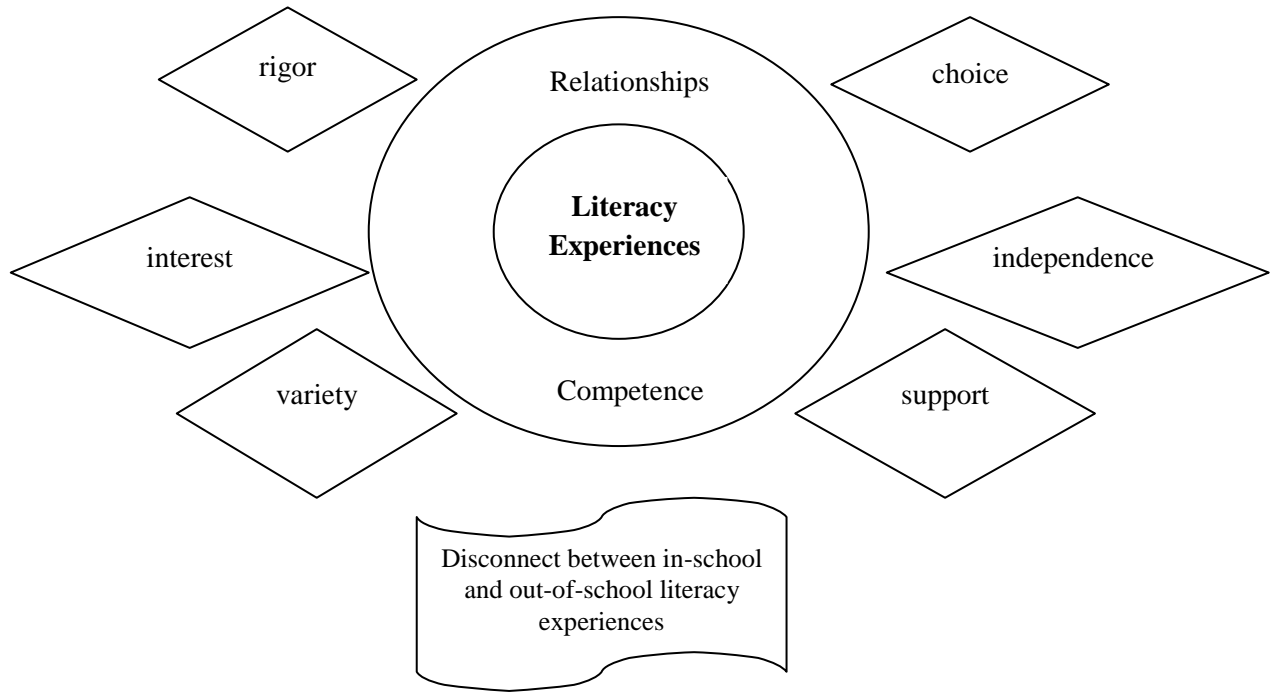 rigor
Relationships
choice
Literacy
Experiences
interest
independence
variety
Competence
support
Disconnect between in-school
and out-of-school literacy
experiences